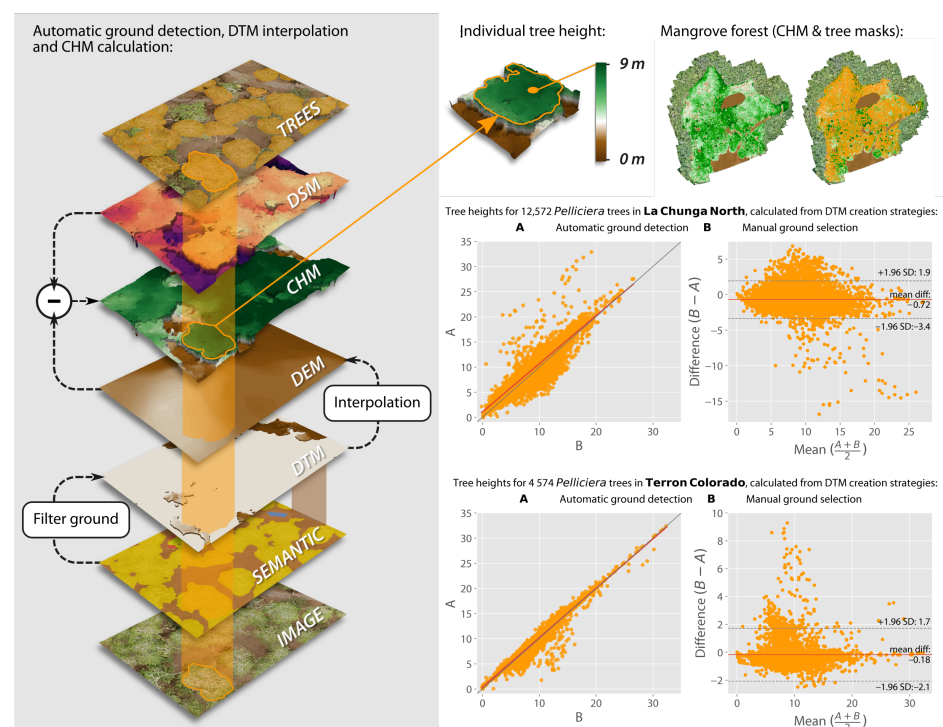 Automatic ground detection, DTM interpolation
and CHM calculation:
TREES
DSM
CHM
DEM
Interpolation
DTM
Filter ground
SEMANTIC
IMAGE
Individual tree height:
9 m
0 m
Mangrove forest (CHM & tree masks):
Tree heights for 12,572 Pelliciera trees in La Chunga North, calculated from DTM creation strategies:
A Automatic ground detection B Manual ground selection
35
30
25
20
15
10
5
0
A
0 10 20 30
B
5
0
−5
−10
−15
Difference (B − A)
+1.96 SD: 1.9
mean diff:
−0.72
−1.96 SD:−3.4
0 5 10 15 20 25
Mean (A+B/2)
Tree heights for 4 574 Pelliciera trees in Terron Colorado, calculated from DTM creation strategies:
A Automatic ground detection B Manual ground selection
35
30
25
20
15
10
5
0
A
0 10 20 30
B
10
8
6
4
2
0
−2
Difference (B − A)
+1.96 SD: 1.7
mean diff:
−0.18
−1.96 SD:−2.1
0 5 10 15 20 25 30
Mean (A+B/2)